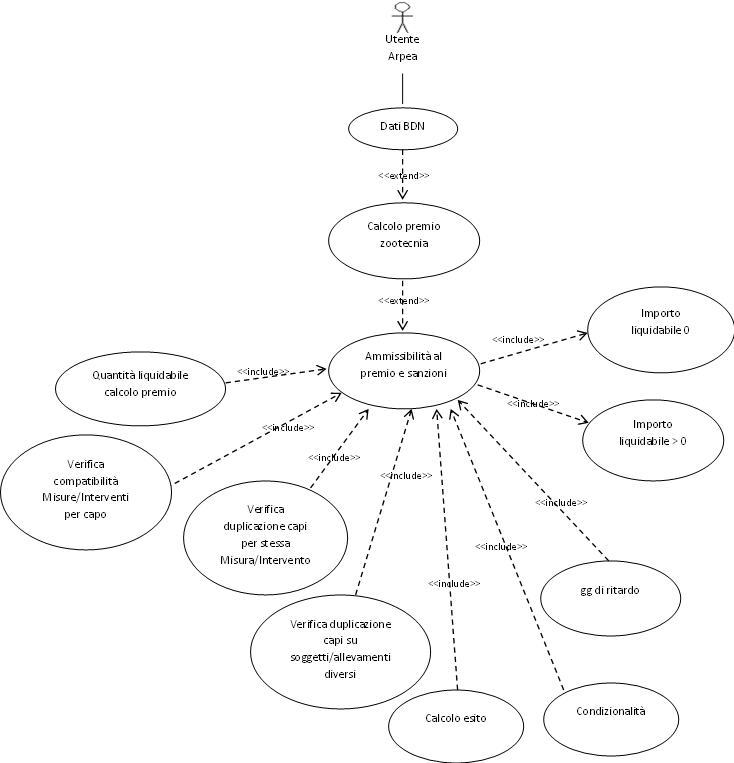 Utente
Arpea
Dati BDN
<<extend>>
Calcolo premio
zootecnia
<<extend>>
Importo
liquidabile 0
<<include>>
Ammissibilità al
premio e sanzioni
<<include>>
Quantità liquidabile
calcolo premio
<<include>>
Importo
liquidabile > 0
<<include>>
Verifica
compatibilità
Misure/Interventi
per capo
<<include>>
Verifica
duplicazione capi
per stessa
Misura/Intervento
<<include>>
Verifica duplicazione
capi su
soggetti/allevamenti
diversi
<<include>>
Calcolo esito
<<include>>
Condizionalità
<<include>>
gg di ritardo
<<include>>